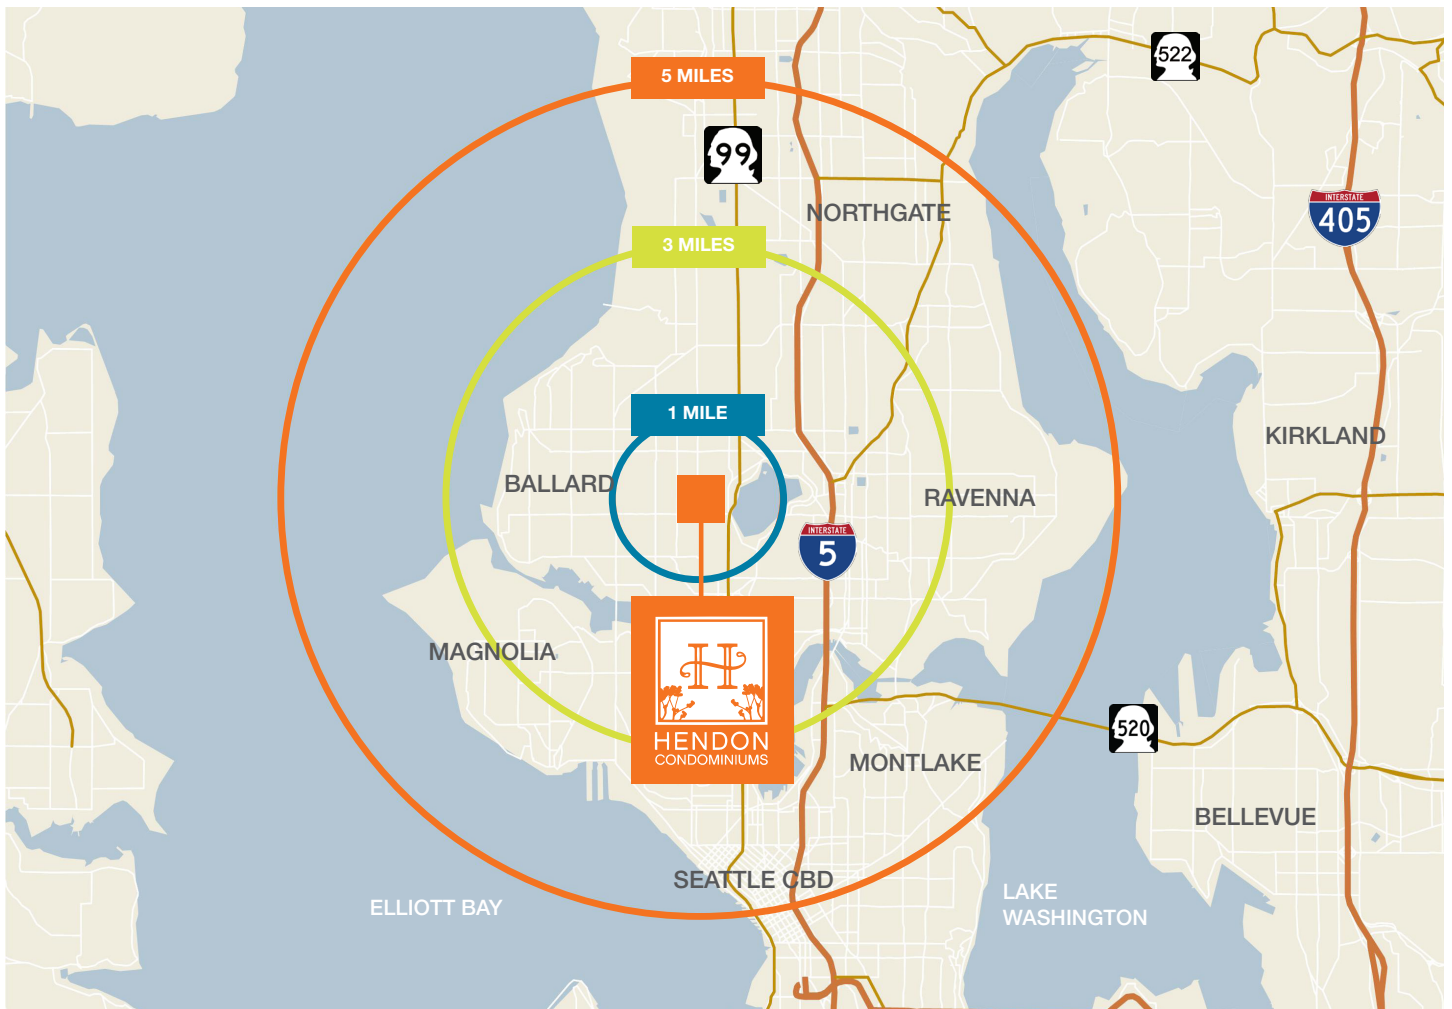 522
5 MILES
99
INTERSTATE
405
NORTHGATE
3 MILES
1 MILE
KIRKLAND
BALLARD
RAVENNA
INTERSTATE
5
MAGNOLIA
H
HENDON
CONDOMINIUMS
520
MONTLAKE
BELLEVUE
SEATTLE CBD
ELLIOTT BAY
LAKE
WASHINGTON